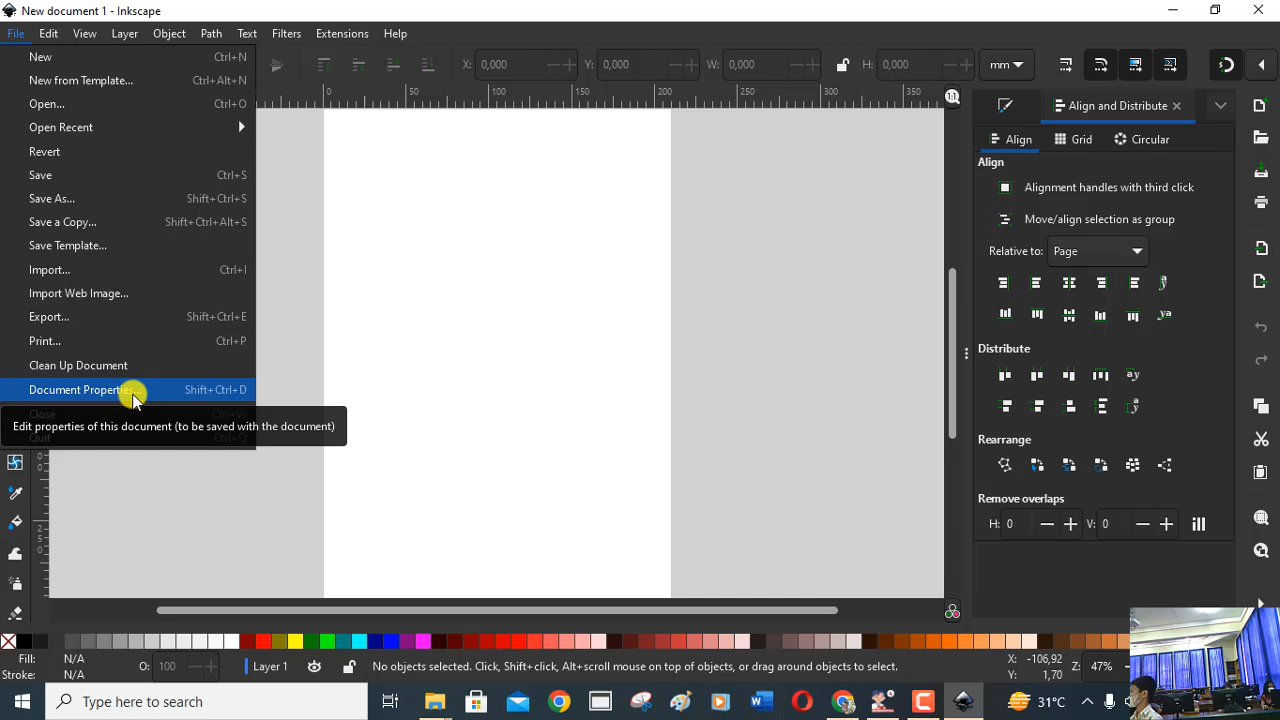 New document 1 - Inkscape
File Edit View Layer Object Path Text Filters Extensions Help
New Ctrl+N
New from Template... Ctrl+Alt+N
Open... Ctrl+O
Open Recent
Revert
Save Ctrl+S
Save As... Shift+Ctrl+S
Save a Copy... Shift+Ctrl+Alt+S
Save Template...
Import... Ctrl+I
Import Web Image...
Export... Shift+Ctrl+E
Print... Ctrl+P
Clean Up Document
Document Properties... Shift+Ctrl+D
Close Ctrl+W
Edit properties of this document (to be saved with the document)
Quit Ctrl+Q
X: 0,000 Y: 0,000 W: 0,000 H: 0,000 mm
0 50 100 150 200 250 300 350
1:1
Align and Distribute
Align Grid Circular
Align
Alignment handles with third click
Move/align selection as group
Relative to: Page
Distribute
Rearrange
Remove overlaps
H: 0 V: 0
Fill: N/A
Stroke: N/A
O: 100
Layer 1
No objects selected. Click, Shift+click, Alt+scroll mouse on top of objects, or drag around objects to select.
X: -106,92
Y: 1,70
Z: 47%
Type here to search
31°C